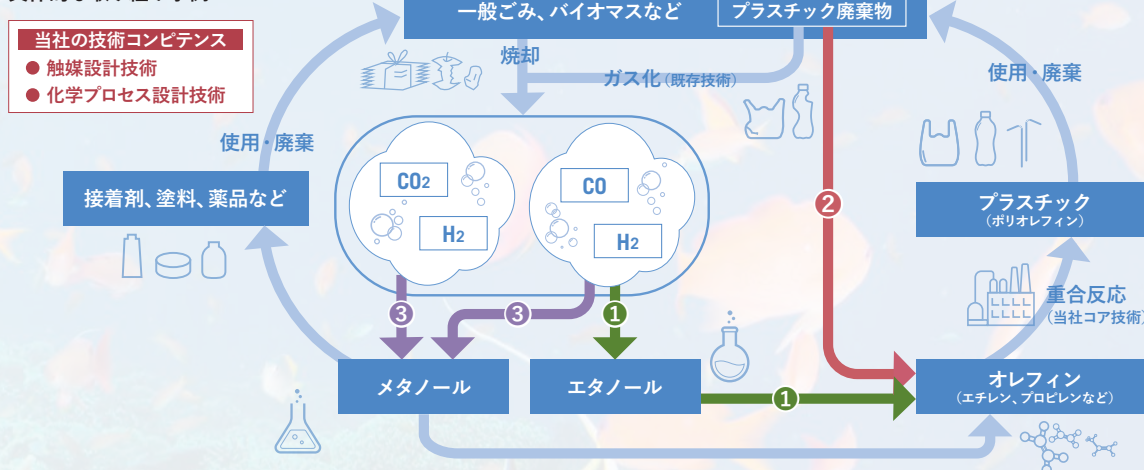 一般ごみ、バイオマスなど
プラスチック廃棄物
当社の技術コンピテンス
● 触媒設計技術
● 化学プロセス設計技術
焼却
ガス化（既存技術）
使用・廃棄
使用・廃棄
CO2
H2
CO
H2
接着剤、塗料、薬品など
2
プラスチック
（ポリオレフィン）
重合反応
（当社コア技術）
3
3
1
メタノール
エタノール
1
オレフィン
（エチレン、プロピレンなど）